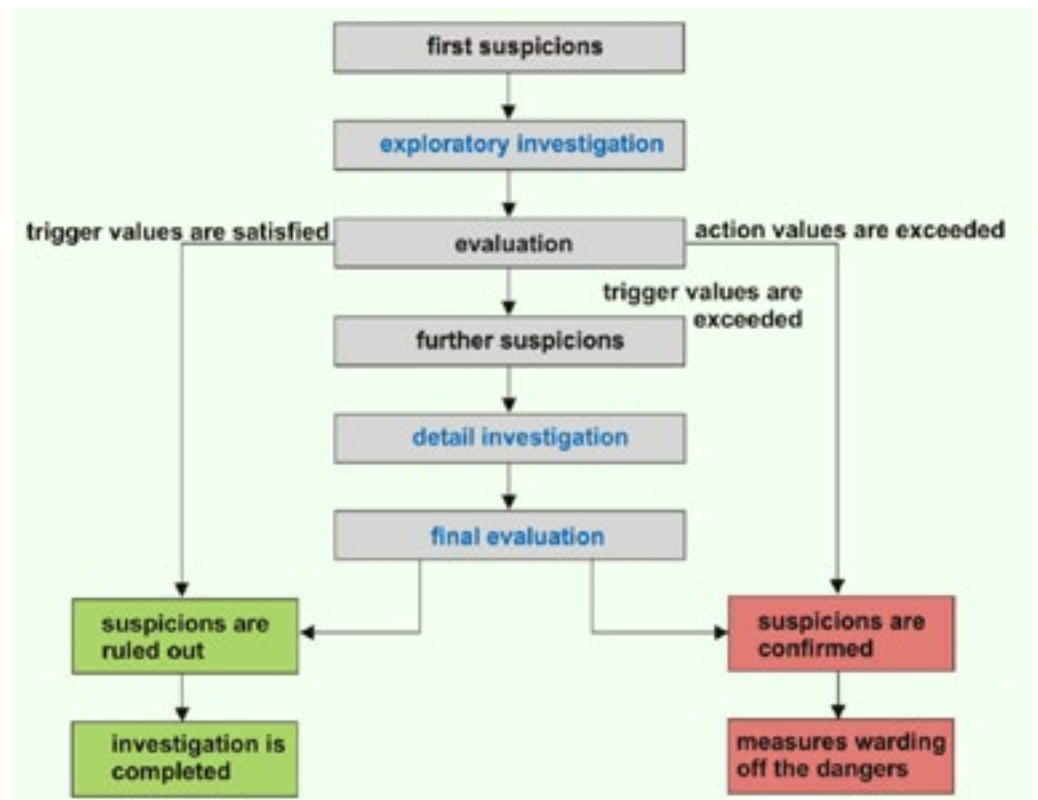 first suspicions
exploratory investigation
trigger values are satisfied
evaluation
action values are exceeded
trigger values are
exceeded
further suspicions
detail investigation
final evaluation
suspicions are
ruled out
suspicions are
confirmed
investigation is
completed
measures warding
off the dangers